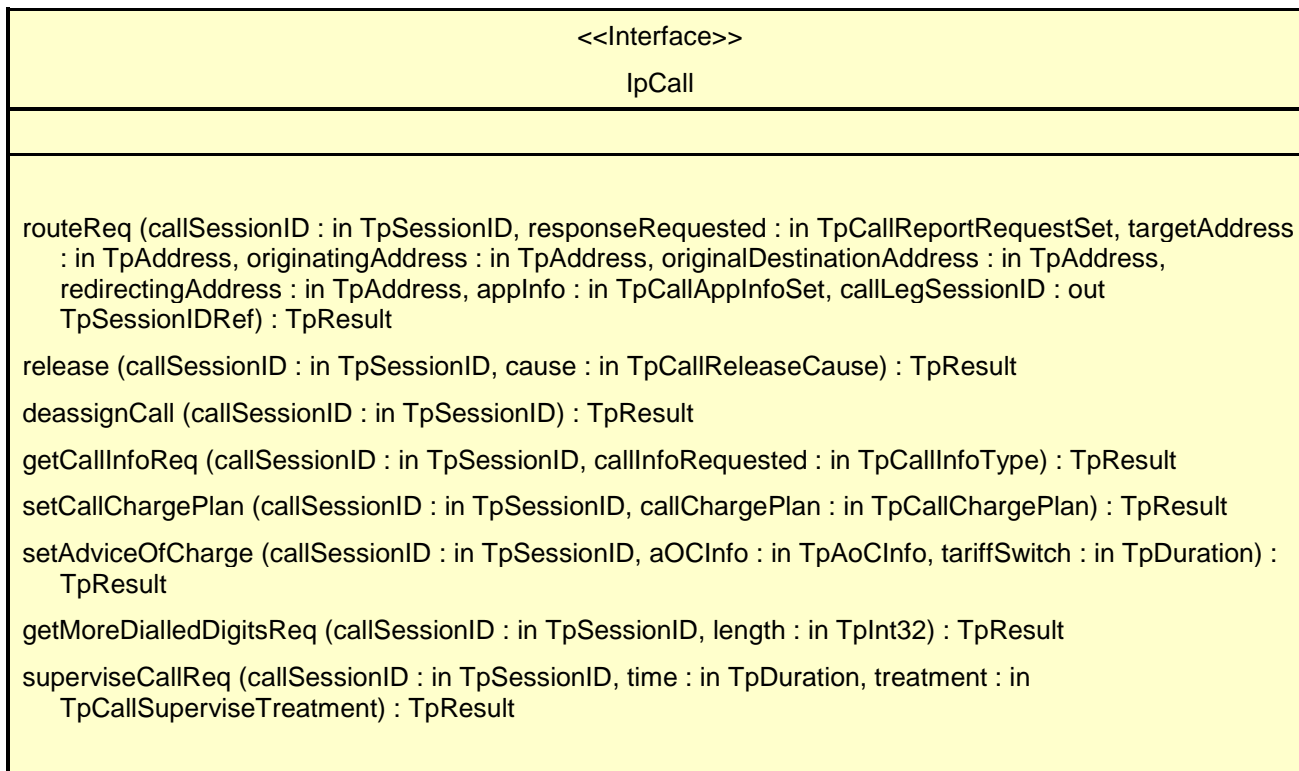 <<Interface>>
IpCall
routeReq (callSessionID : in TpSessionID, responseRequested : in TpCallReportRequestSet, targetAddress
: in TpAddress, originatingAddress : in TpAddress, originalDestinationAddress : in TpAddress,
redirectingAddress : in TpAddress, appInfo : in TpCallAppInfoSet, callLegSessionID : out
TpSessionIDRef) : TpResult
release (callSessionID : in TpSessionID, cause : in TpCallReleaseCause) : TpResult
deassignCall (callSessionID : in TpSessionID) : TpResult
getCallInfoReq (callSessionID : in TpSessionID, callInfoRequested : in TpCallInfoType) : TpResult
setCallChargePlan (callSessionID : in TpSessionID, callChargePlan : in TpCallChargePlan) : TpResult
setAdviceOfCharge (callSessionID : in TpSessionID, aOCInfo : in TpAoCInfo, tariffSwitch : in TpDuration) :
TpResult
getMoreDialledDigitsReq (callSessionID : in TpSessionID, length : in TpInt32) : TpResult
superviseCallReq (callSessionID : in TpSessionID, time : in TpDuration, treatment : in
TpCallSuperviseTreatment) : TpResult